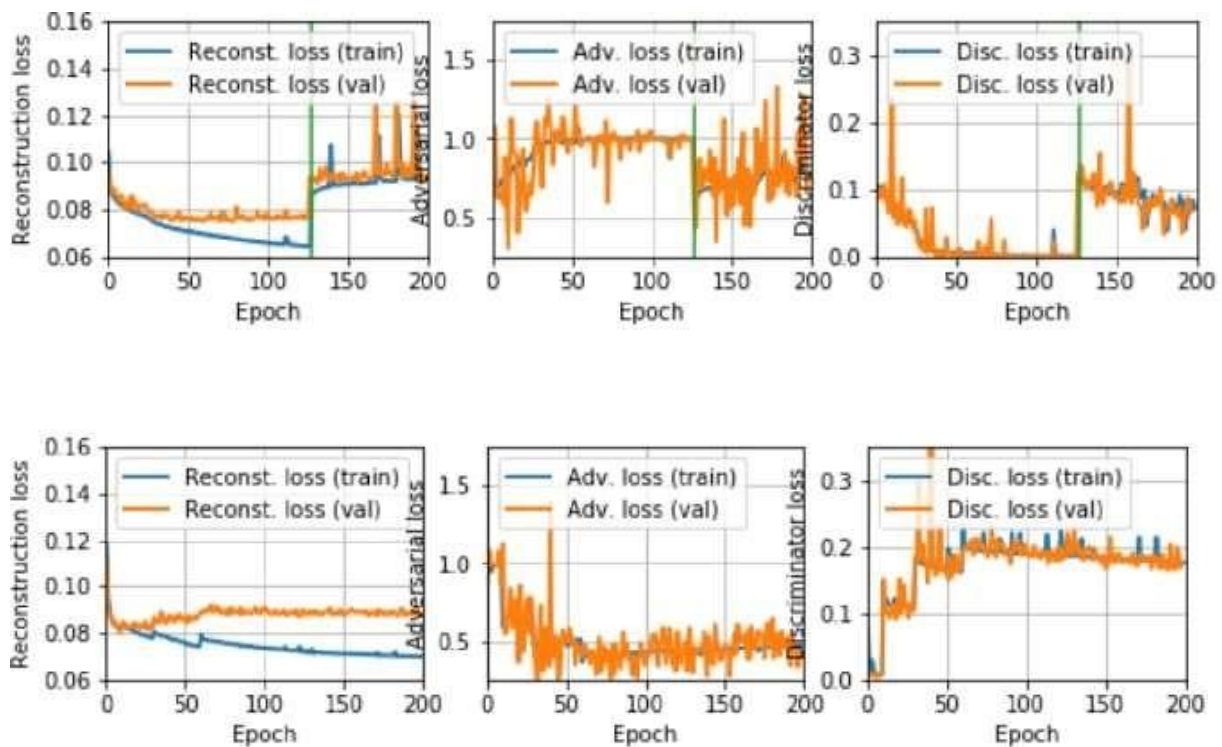 Reconstruction loss
0.16
0.14
0.12
0.10
0.08
0.06
Reconst. loss (train)
Reconst. loss (val)
0 50 100 150 200
Epoch
Adversarial loss
1.5
1.0
0.5
Adv. loss (train)
Adv. loss (val)
0 50 100 150 200
Epoch
Discriminator loss
0.3
0.2
0.1
0.0
Disc. loss (train)
Disc. loss (val)
0 50 100 150 200
Epoch
Reconstruction loss
0.16
0.14
0.12
0.10
0.08
0.06
Reconst. loss (train)
Reconst. loss (val)
0 50 100 150 200
Epoch
Adversarial loss
1.5
1.0
0.5
Adv. loss (train)
Adv. loss (val)
0 50 100 150 200
Epoch
Discriminator loss
0.3
0.2
0.1
0.0
Disc. loss (train)
Disc. loss (val)
0 50 100 150 200
Epoch